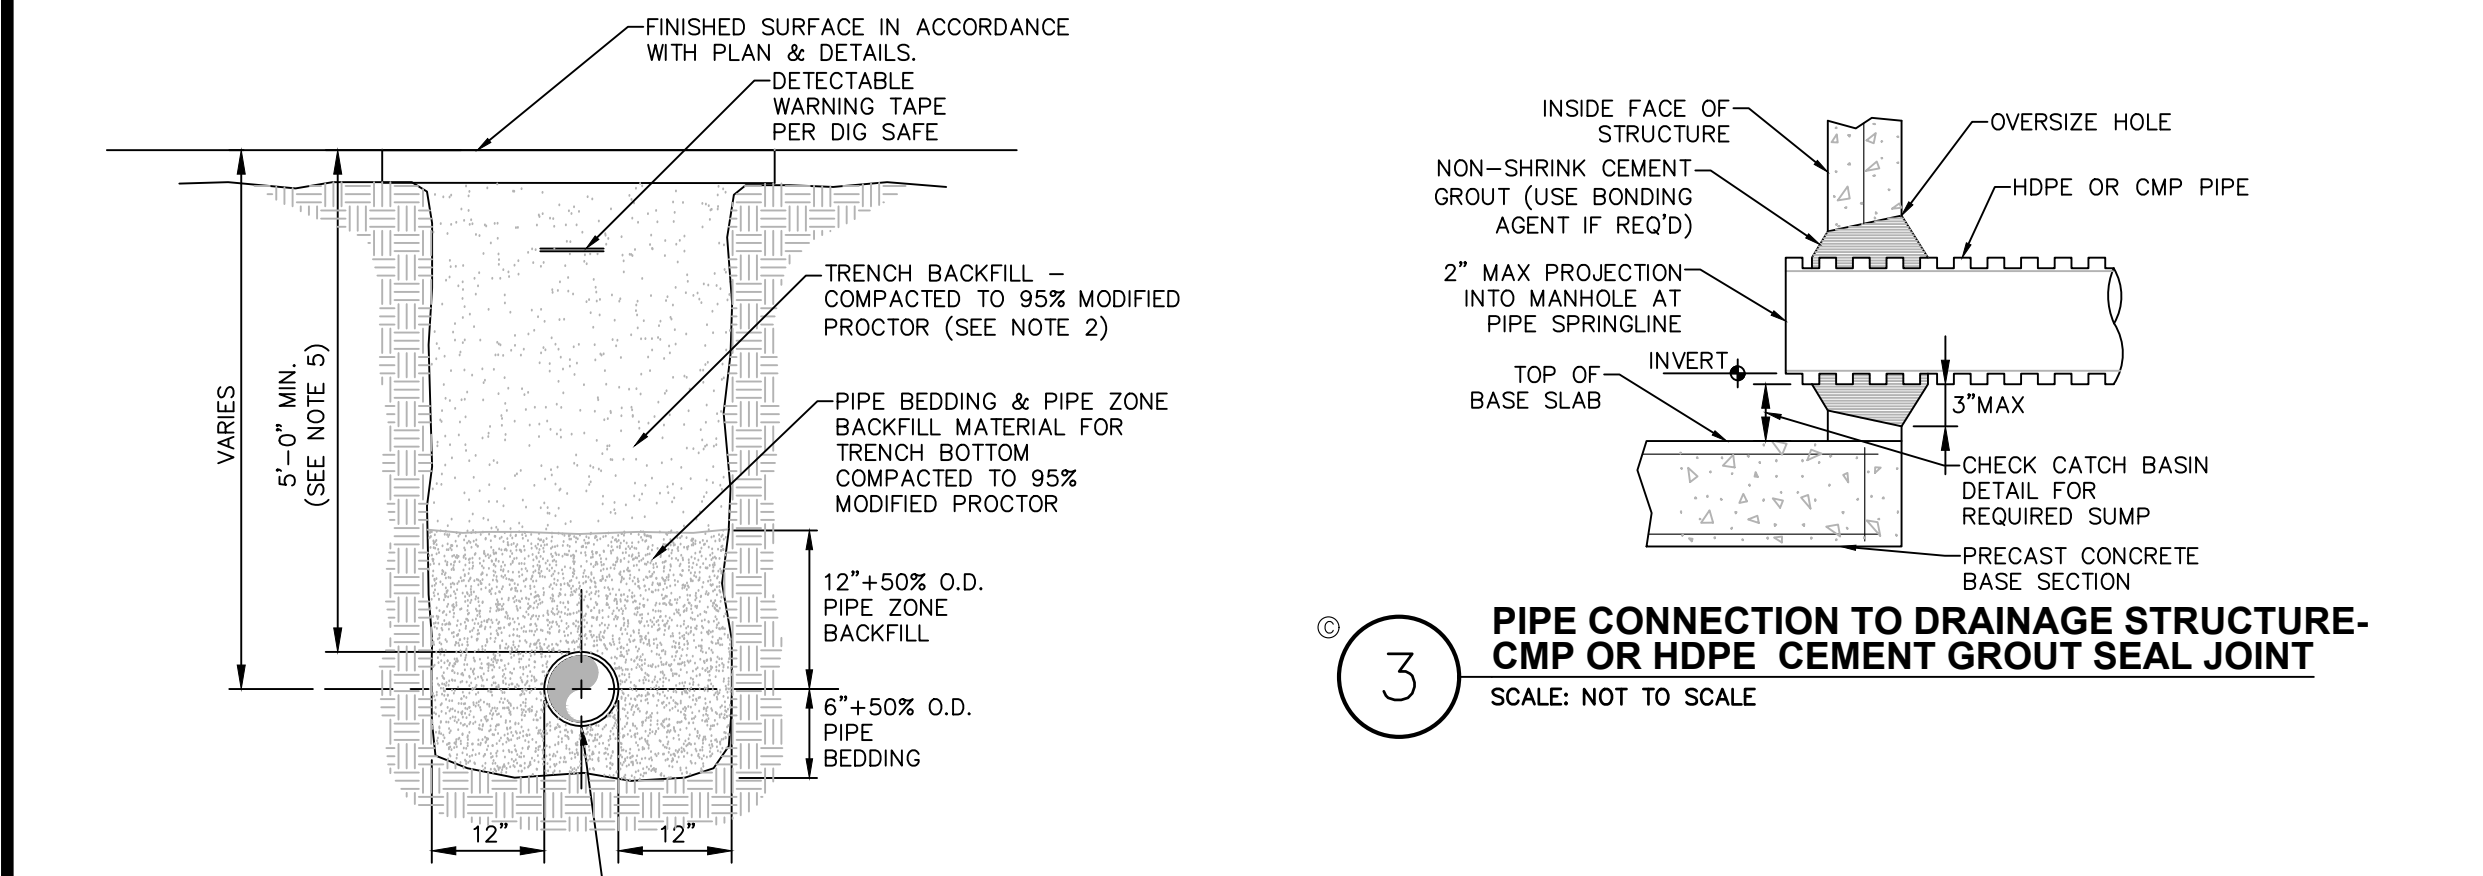 FINISHED SURFACE IN ACCORDANCE
WITH PLAN & DETAILS.
DETECTABLE
WARNING TAPE
PER DIG SAFE
TRENCH BACKFILL –
COMPACTED TO 95% MODIFIED
PROCTOR (SEE NOTE 2)
PIPE BEDDING & PIPE ZONE
BACKFILL MATERIAL FOR
TRENCH BOTTOM
COMPACTED TO 95%
MODIFIED PROCTOR
VARIES
5'–0" MIN.
(SEE NOTE 5)
12"+50% O.D.
PIPE ZONE
BACKFILL
6"+50% O.D.
PIPE
BEDDING
12"
12"
INSIDE FACE OF
STRUCTURE
NON–SHRINK CEMENT
GROUT (USE BONDING
AGENT IF REQ'D)
2" MAX PROJECTION
INTO MANHOLE AT
PIPE SPRINGLINE
INVERT
TOP OF
BASE SLAB
OVERSIZE HOLE
HDPE OR CMP PIPE
3"MAX
CHECK CATCH BASIN
DETAIL FOR
REQUIRED SUMP
PRECAST CONCRETE
BASE SECTION
©
3
PIPE CONNECTION TO DRAINAGE STRUCTURE-
CMP OR HDPE CEMENT GROUT SEAL JOINT
SCALE: NOT TO SCALE